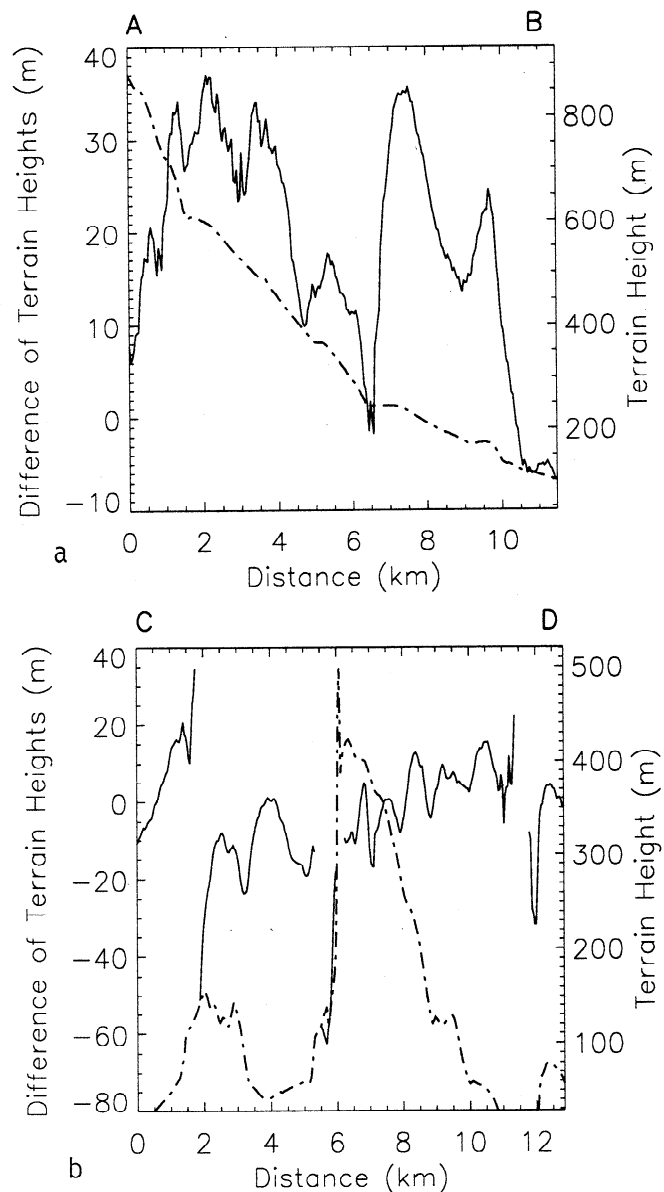 A B
Difference of Terrain Heights (m)
40
30
20
10
0
−10
Terrain Height (m)
800
600
400
200
0 2 4 6 8 10
Distance (km)
a
C D
Difference of Terrain Heights (m)
40
20
0
−20
−40
−60
−80
Terrain Height (m)
500
400
300
200
100
0 2 4 6 8 10 12
Distance (km)
b